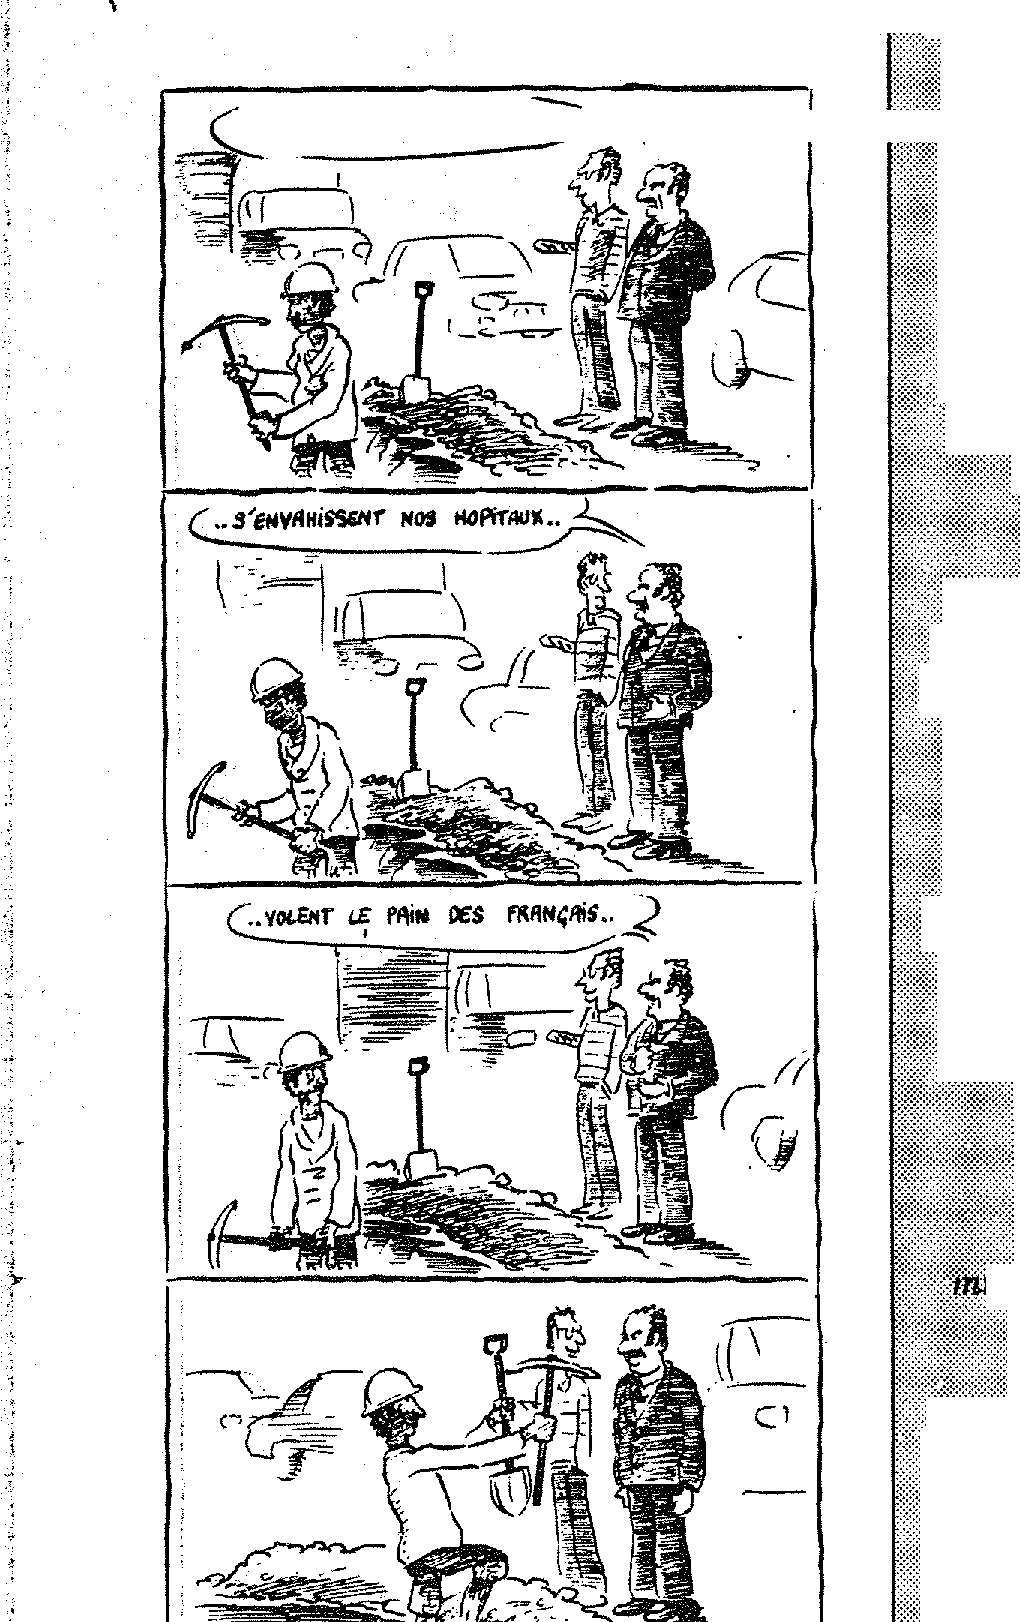 ..S'ENVAHISSENT NOS HOPITAUX..
..VOLENT LE PAIN DES FRANÇAIS..